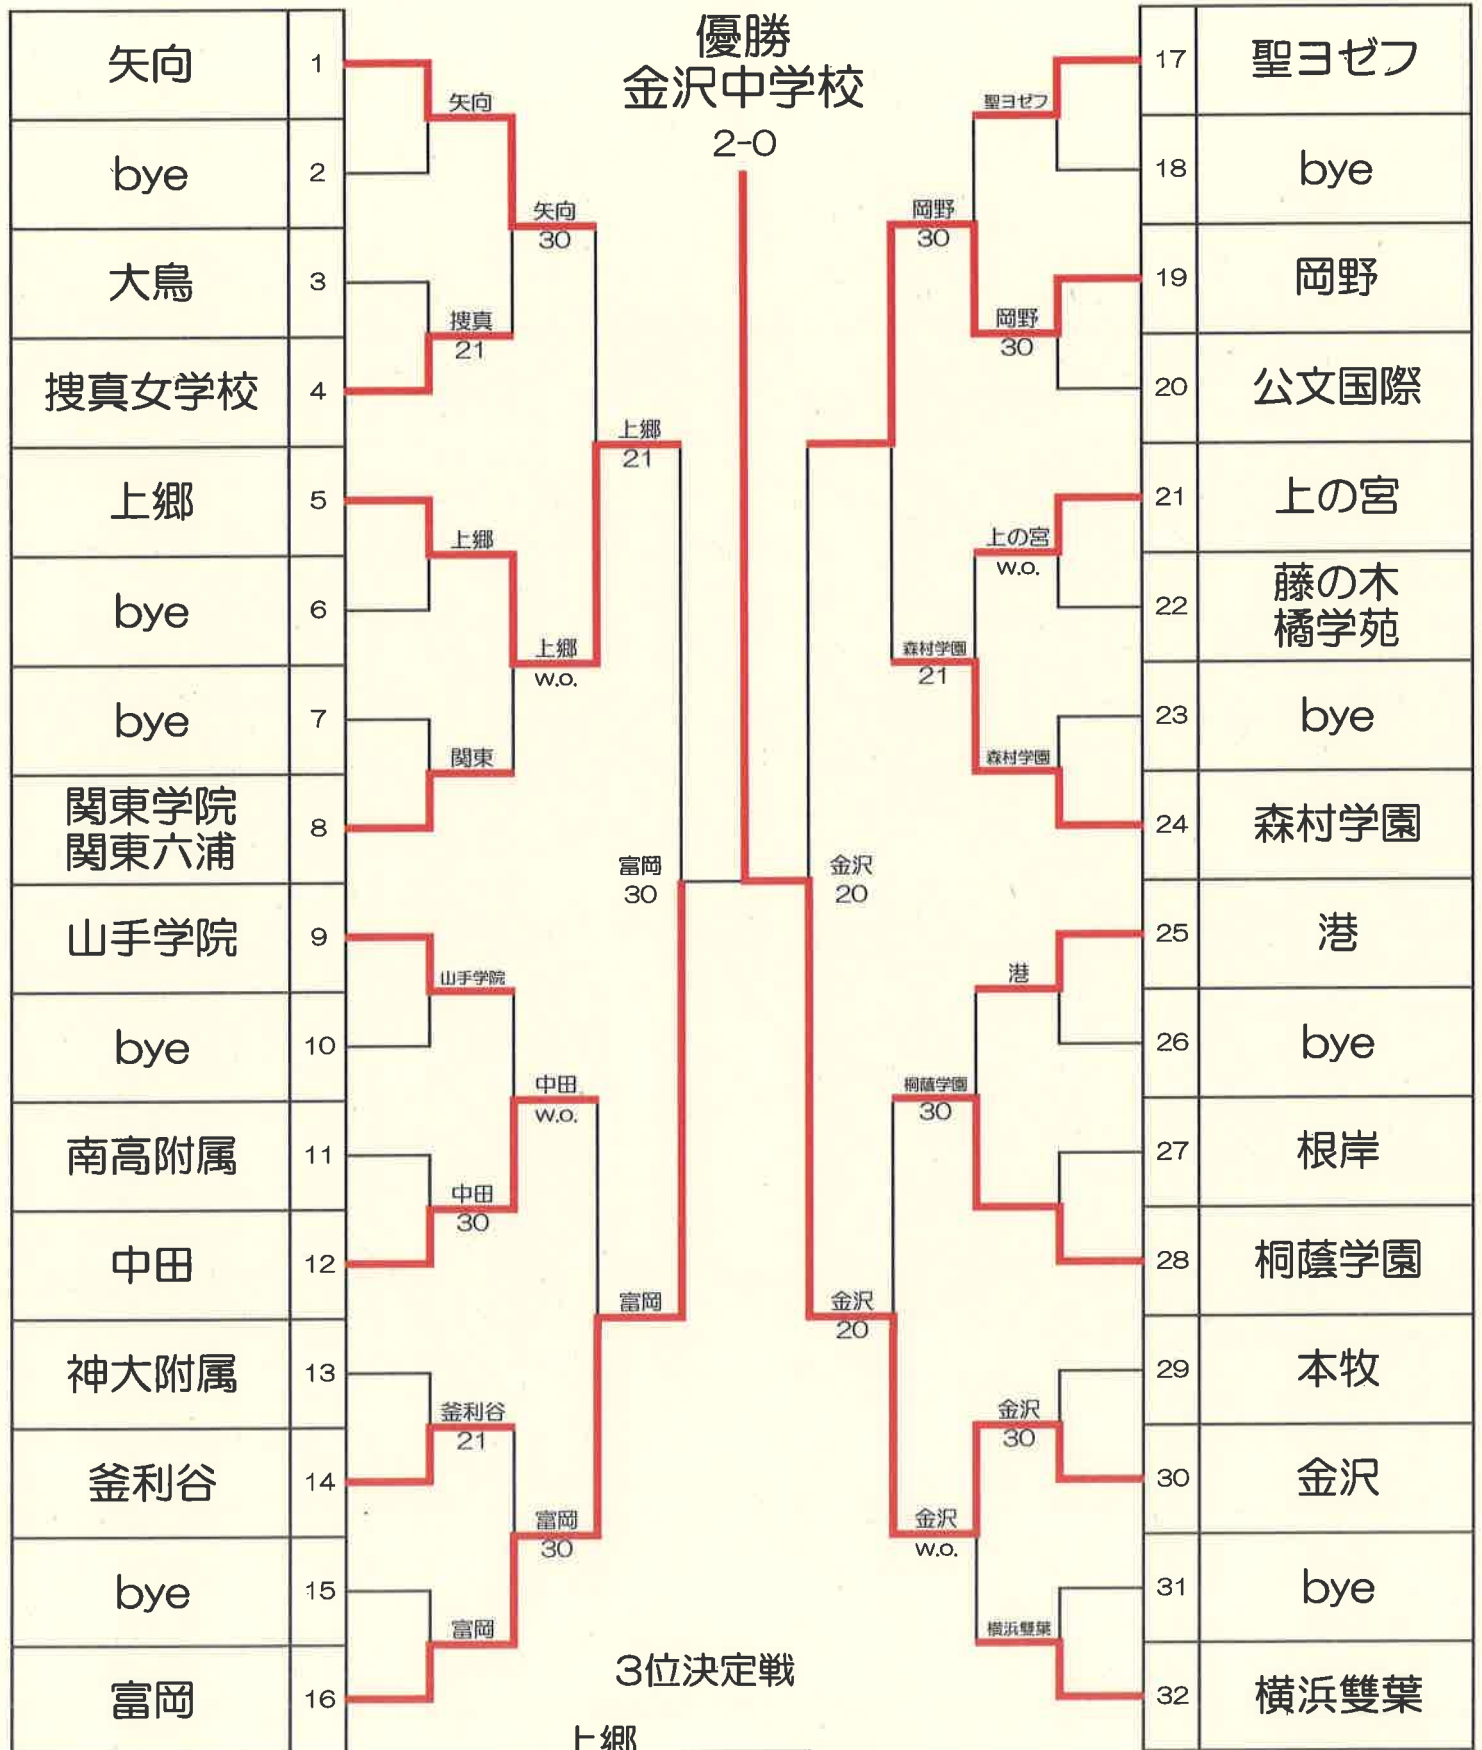 優勝
金沢中学校
2-0
矢向 1
bye 2
大鳥 3
捜真女学校 4
上郷 5
bye 6
bye 7
関東学院
関東六浦 8
山手学院 9
bye 10
南高附属 11
中田 12
神大附属 13
釜利谷 14
bye 15
富岡 16
矢向
捜真
21
上郷
関東
山手学院
中田
30
釜利谷
21
富岡
矢向
30
上郷
w.o.
中田
w.o.
富岡
30
上郷
21
富岡
富岡
30
金沢
20
金沢
20
岡野
30
森村学園
21
桐蔭学園
30
金沢
w.o.
聖ヨゼフ
岡野
30
上の宮
w.o.
森村学園
港
金沢
30
横浜雙葉
17 聖ヨゼフ
18 bye
19 岡野
20 公文国際
21 上の宮
22 藤の木
橘学苑
23 bye
24 森村学園
25 港
26 bye
27 根岸
28 桐蔭学園
29 本牧
30 金沢
31 bye
32 横浜雙葉
3位決定戦
上郷